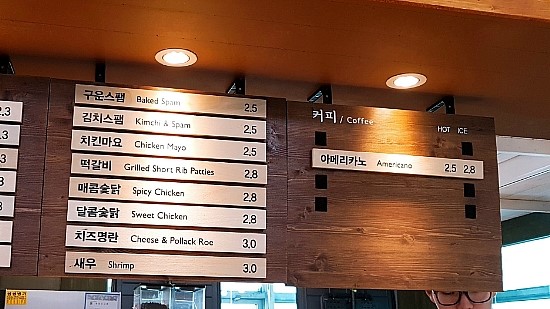 2.3
2.3
구운스팸 Baked Spam 2.5
김치스팸 Kimchi & Spam 2.5
치킨마요 Chicken Mayo 2.5
떡갈비 Grilled Short Rib Patties 2.8
매콤숯닭 Spicy Chicken 2.8
달콤숯닭 Sweet Chicken 2.8
치즈명란 Cheese & Pollack Roe 3.0
새우 Shrimp 3.0
커피 / Coffee HOT ICE
아메리카노 Americano 2.5 2.8